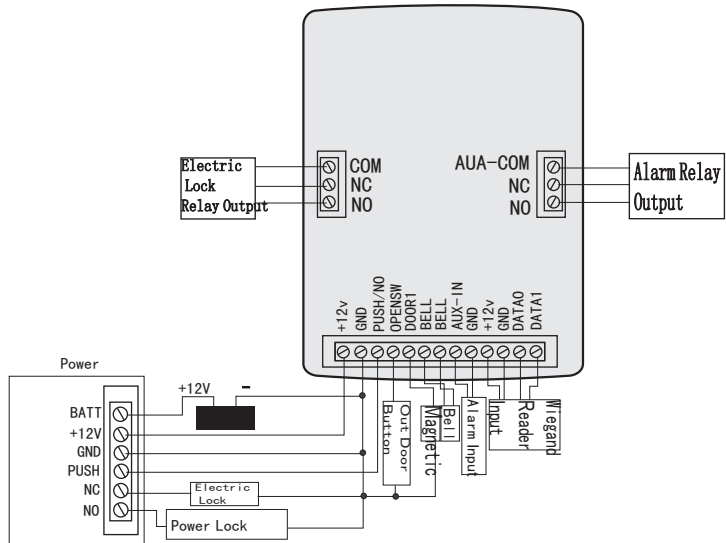 Electric
Lock
Relay Output
COM
NC
NO
AUA-COM
NC
NO
Alarm Relay
Output
+12v
GND
PUSH/NO
OPENSW
DOOR1
BELL
BELL
AUX-IN
GND
+12v
GND
DATA0
DATA1
Power
+12V
-
BATT
+12V
GND
PUSH
NC
NO
Out Door
Button
Magnetic
Bell
Alarm Input
Wiegand
Reader
Input
Electric
Lock
Power Lock